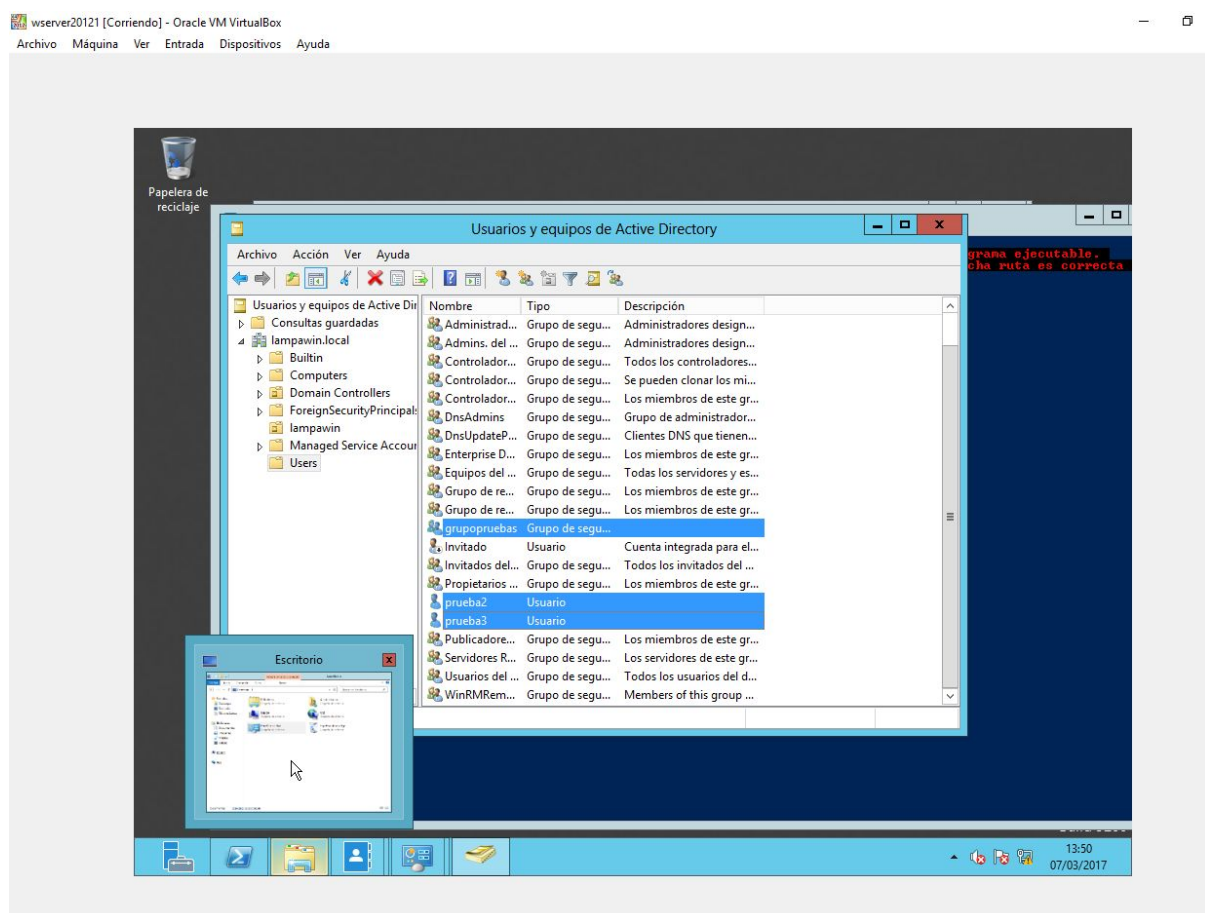 wserver20121 [Corriendo] - Oracle VM VirtualBox
Archivo Máquina Ver Entrada Dispositivos Ayuda
Papelera de
reciclaje
Usuarios y equipos de Active Directory
Archivo Acción Ver Ayuda
grama ejecutable.
cha ruta es correcta
Usuarios y equipos de Active Dir
Consultas guardadas
lampawin.local
Builtin
Computers
Domain Controllers
ForeignSecurityPrincipals
lampawin
Managed Service Accour
Users
Nombre Tipo Descripción
Administrad... Grupo de segu... Administradores design...
Admins. del ... Grupo de segu... Administradores design...
Controlador... Grupo de segu... Todos los controladores...
Controlador... Grupo de segu... Se pueden clonar los mi...
Controlador... Grupo de segu... Los miembros de este gr...
DnsAdmins Grupo de segu... Grupo de administrador...
DnsUpdateP... Grupo de segu... Clientes DNS que tienen...
Enterprise D... Grupo de segu... Los miembros de este gr...
Equipos del ... Grupo de segu... Todas los servidores y es...
Grupo de re... Grupo de segu... Los miembros de este gr...
Grupo de re... Grupo de segu... Los miembros de este gr...
grupopruebas Grupo de segu...
Invitado Usuario Cuenta integrada para el...
Invitados del... Grupo de segu... Todos los invitados del ...
Propietarios ... Grupo de segu... Los miembros de este gr...
prueba2 Usuario
prueba3 Usuario
Publicadore... Grupo de segu... Los miembros de este gr...
Servidores R... Grupo de segu... Los servidores de este gr...
Usuarios del ... Grupo de segu... Todos los usuarios del d...
WinRMRem... Grupo de segu... Members of this group ...
Escritorio
13:50
07/03/2017